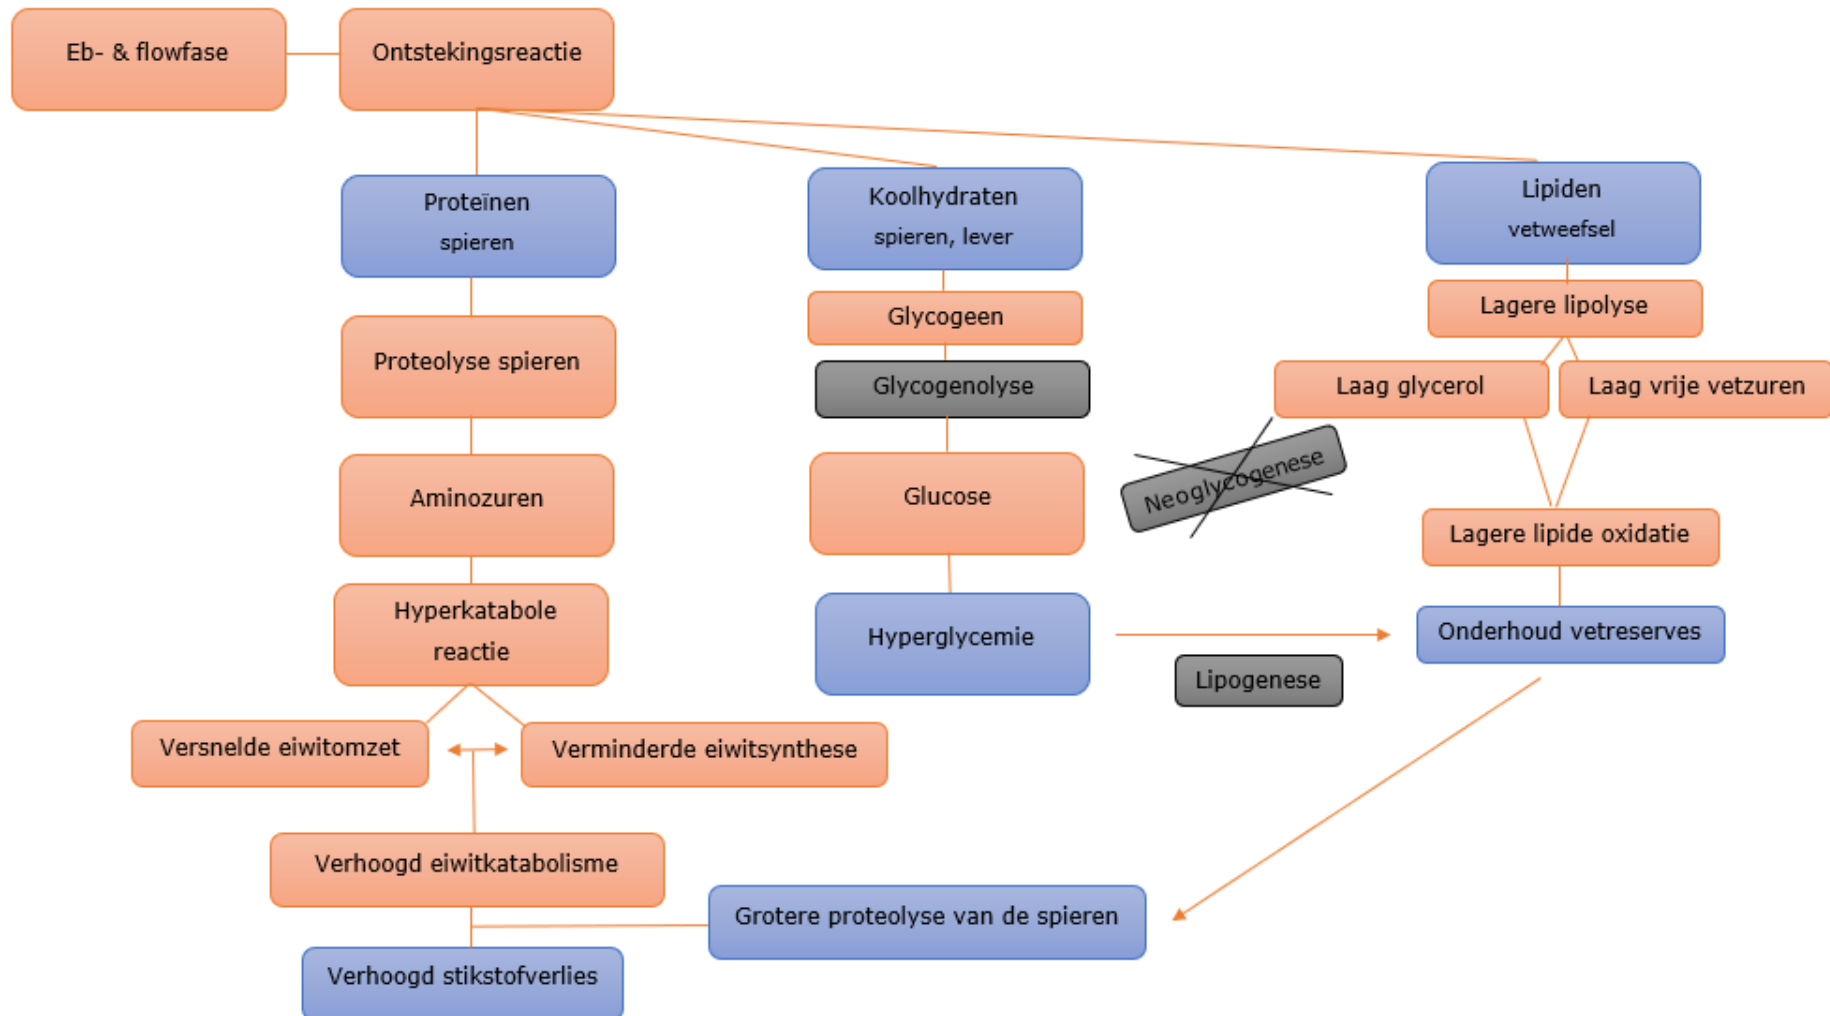 Eb- & flowfase
Ontstekingsreactie
Proteïnen
spieren
Koolhydraten
spieren, lever
Lipiden
vetweefsel
Proteolyse spieren
Glycogeen
Lagere lipolyse
Glycogenolyse
Laag glycerol
Laag vrije vetzuren
Aminozuren
Glucose
Neoglycogenese
Lagere lipide oxidatie
Hyperkatabole
reactie
Hyperglycemie
Onderhoud vetreserves
Lipogenese
Versnelde eiwitomzet
Verminderde eiwitsynthese
Verhoogd eiwitkatabolisme
Grotere proteolyse van de spieren
Verhoogd stikstofverlies